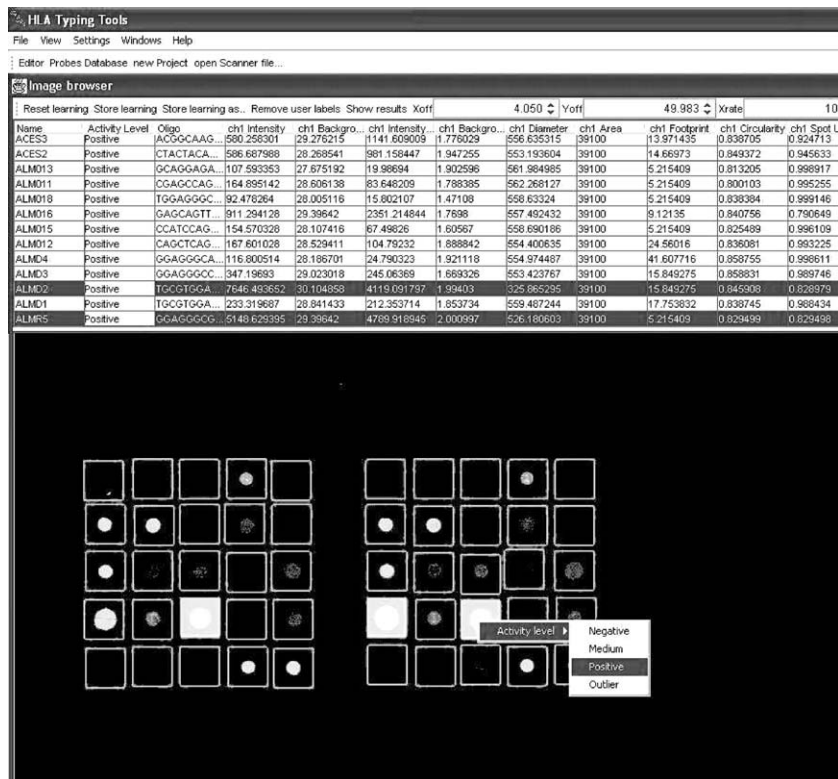 HLA Typing Tools
File View Settings Windows Help
Editor Probes Database new Project open Scanner file...
Image browser
Reset learning Store learning Store learning as.. Remove user labels Show results Xoff 4.050 Yoff 49.983 Xrate 10
Name Activity Level Oligo ch1 Intensity ch1 Backgro... ch1 Intensity... ch1 Backgro... ch1 Diameter ch1 Area ch1 Footprint ch1 Circularity ch1 Spot U
ACES3 Positive ACGGCAAG... 580.258301 29.276215 1141.609009 1.776029 556.635315 39100 13.971435 0.838705 0.924713
ACES2 Positive CTACTACA... 586.687988 28.268541 981.158447 1.947255 553.193604 39100 14.66973 0.849372 0.945633
ALM013 Positive GCAGGAGA... 107.593353 27.675192 19.98694 1.902596 561.984985 39100 5.215409 0.813205 0.998917
ALM011 Positive CGAGCCAG... 164.895142 28.606138 83.648209 1.788385 562.268127 39100 5.215409 0.800103 0.995255
ALM018 Positive TGGAGGGC... 92.478264 28.005116 15.802107 1.47108 558.63324 39100 5.215409 0.838384 0.999146
ALM016 Positive GAGCAGTT... 911.294128 29.39642 2351.214844 1.7698 557.492432 39100 9.12135 0.840756 0.790649
ALM015 Positive CCATCCAG... 154.570328 28.107416 67.49826 1.60567 558.690186 39100 5.215409 0.825489 0.996109
ALM012 Positive CAGCTCAG... 167.601028 28.529411 104.79232 1.888842 554.400635 39100 24.56016 0.836081 0.993225
ALMD4 Positive GGAGGGCA... 116.800514 28.186701 24.790323 1.921118 554.974487 39100 41.607716 0.858755 0.998611
ALMD3 Positive GGAGGGCC... 347.19693 29.023018 245.06369 1.669326 553.423767 39100 15.849275 0.858831 0.989746
ALMD2 Positive TGCGTGGA... 7646.493652 30.104858 4119.091797 1.99403 325.865295 39100 15.849275 0.845908 0.828979
ALMD1 Positive TGCGTGGA... 233.319687 28.841433 212.353714 1.853734 559.487244 39100 17.753832 0.838745 0.988434
ALMR5 Positive GGAGGGCG... 5148.629395 29.39642 4789.918945 2.000997 526.180603 39100 5.215409 0.829499 0.829498
Activity level
Negative
Medium
Positive
Outlier